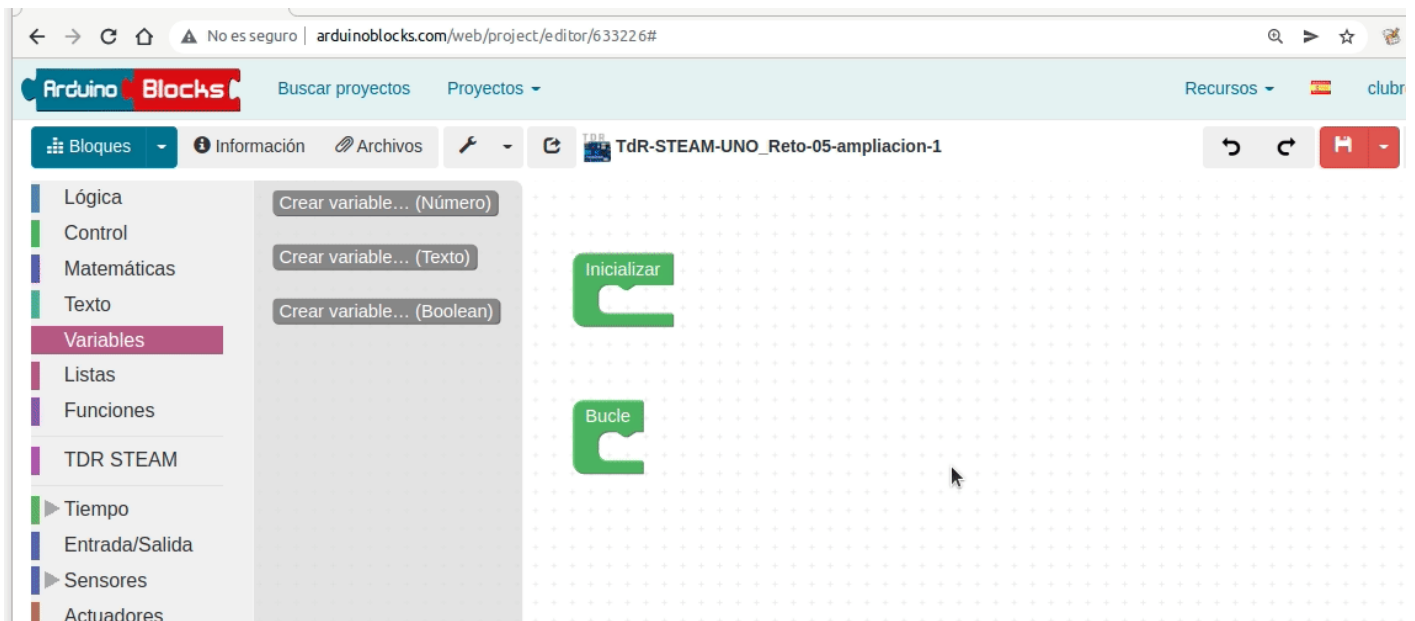 No es seguro | arduinoblocks.com/web/project/editor/633226#
Arduino Blocks Buscar proyectos Proyectos Recursos clubr
Bloques Información Archivos TDR TdR-STEAM-UNO_Reto-05-ampliacion-1
Lógica
Control
Matemáticas
Texto
Variables
Listas
Funciones
TDR STEAM
Tiempo
Entrada/Salida
Sensores
Actuadores
Crear variable... (Número)
Crear variable... (Texto)
Crear variable... (Boolean)
Inicializar
Bucle